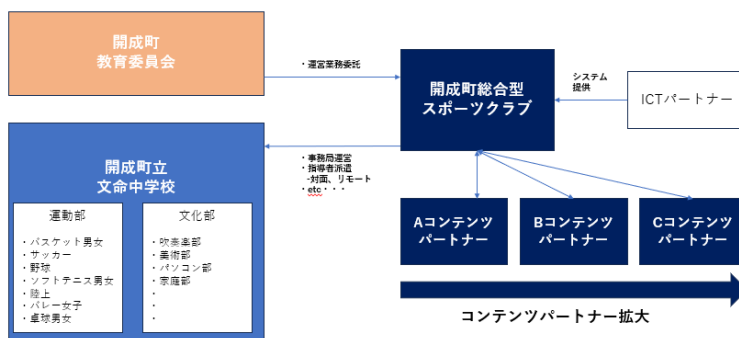 開成町
教育委員会
・運営業務委託
開成町総合型
スポーツクラブ
システム
提供
ICTパートナー
開成町立
文命中学校
・事務局運営
・指導者派遣
-対面、リモート
・etc・・・
運動部
・バスケット男女
・サッカー
・野球
・ソフトテニス男女
・陸上
・バレー女子
・卓球男女
文化部
・吹奏楽部
・美術部
・パソコン部
・家庭部
・
・
・
Aコンテンツ
パートナー
Bコンテンツ
パートナー
Cコンテンツ
パートナー
コンテンツパートナー拡大